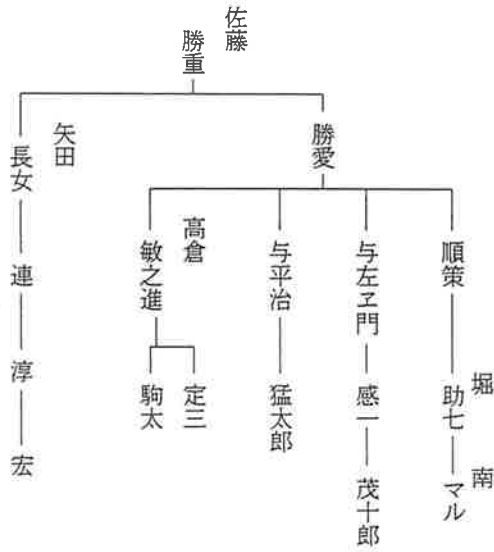 佐藤
勝重
勝愛
順策
堀
助七
南
マル
与左ヱ門
感一
茂十郎
与平治
猛太郎
高倉
敏之進
定三
駒太
矢田
長女
連
淳
宏